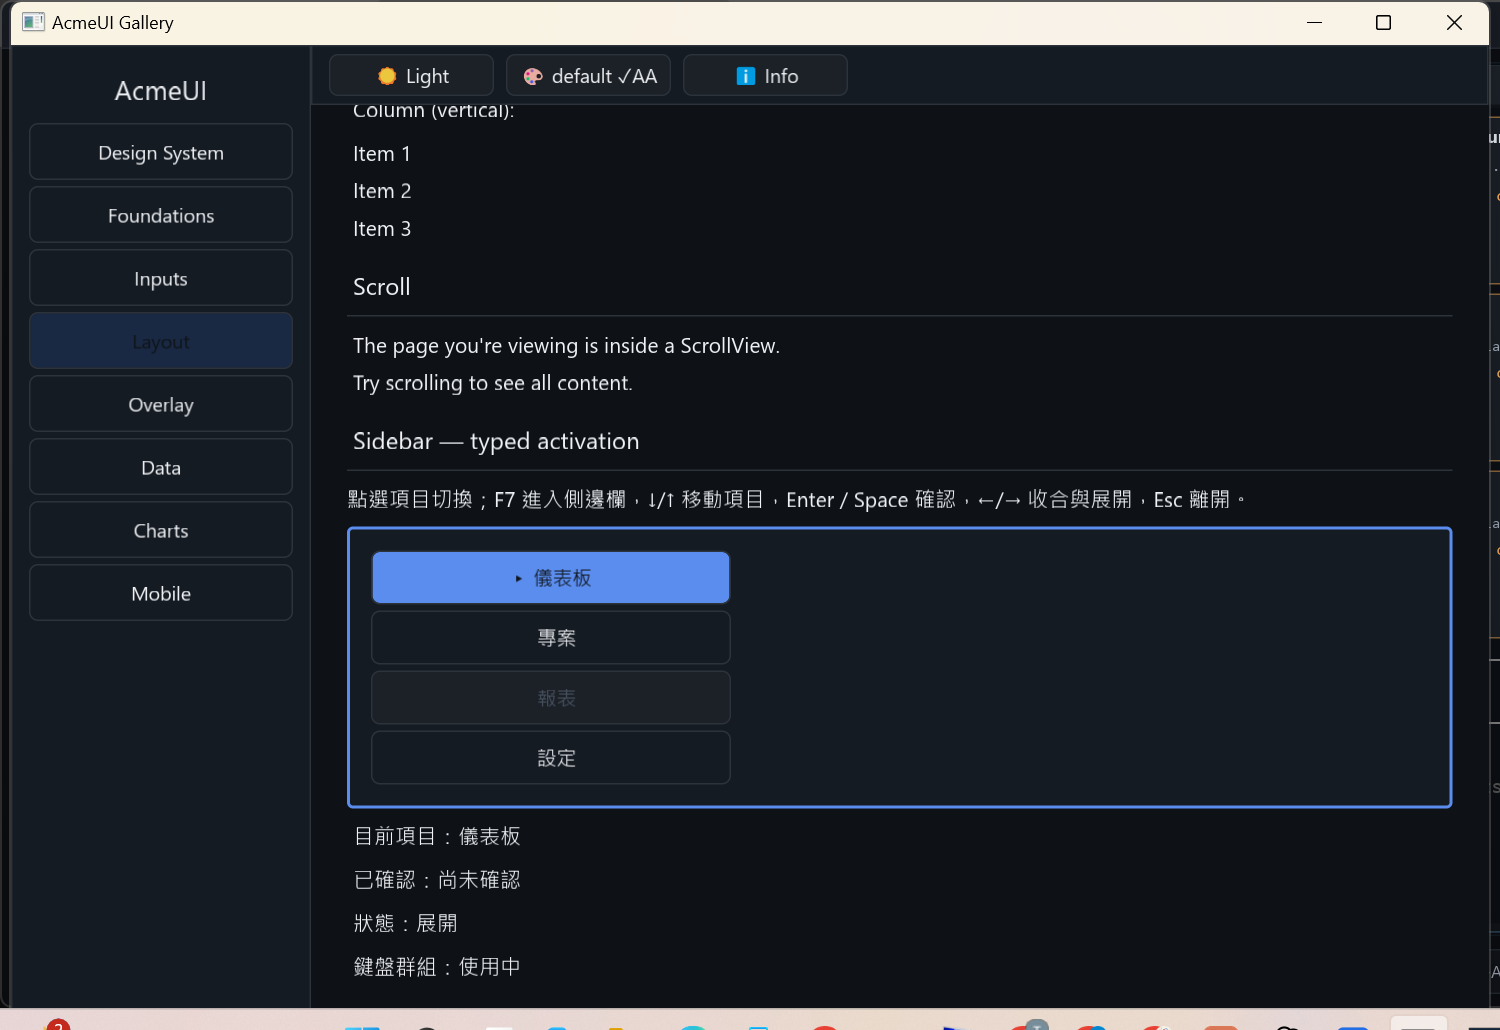 AcmeUI Gallery
AcmeUI
Design System
Foundations
Inputs
Layout
Overlay
Data
Charts
Mobile
Light
default ✓AA
Info
Column (vertical):
Item 1
Item 2
Item 3
Scroll
The page you're viewing is inside a ScrollView.
Try scrolling to see all content.
Sidebar — typed activation
點選項目切換；F7 進入側邊欄，↓/↑ 移動項目，Enter / Space 確認，←/→ 收合與展開，Esc 離開。
▸ 儀表板
專案
報表
設定
目前項目：儀表板
已確認：尚未確認
狀態：展開
鍵盤群組：使用中